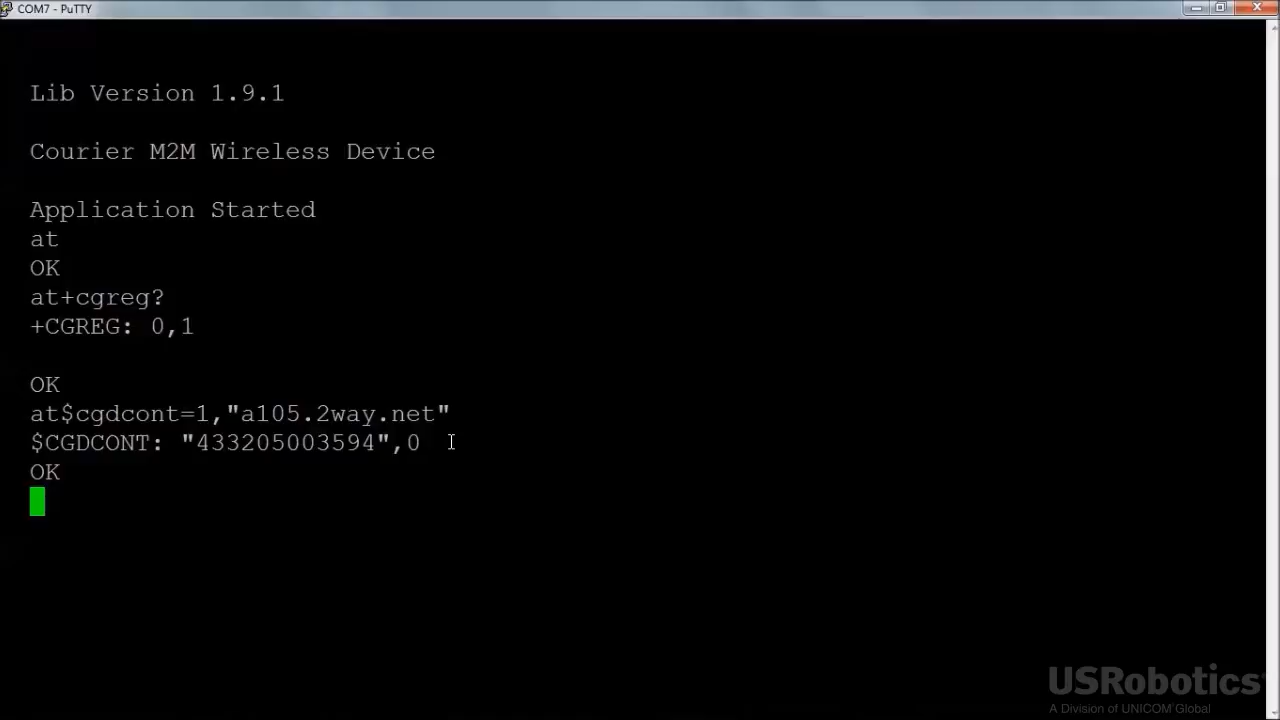 COM7 - PuTTY
Lib Version 1.9.1
Courier M2M Wireless Device
Application Started
at
OK
at+cgreg?
+CGREG: 0,1
OK
at$cgdcont=1,"a105.2way.net"
$CGDCONT: "433205003594",0
OK
USRobotics
A Division of UNICOM Global